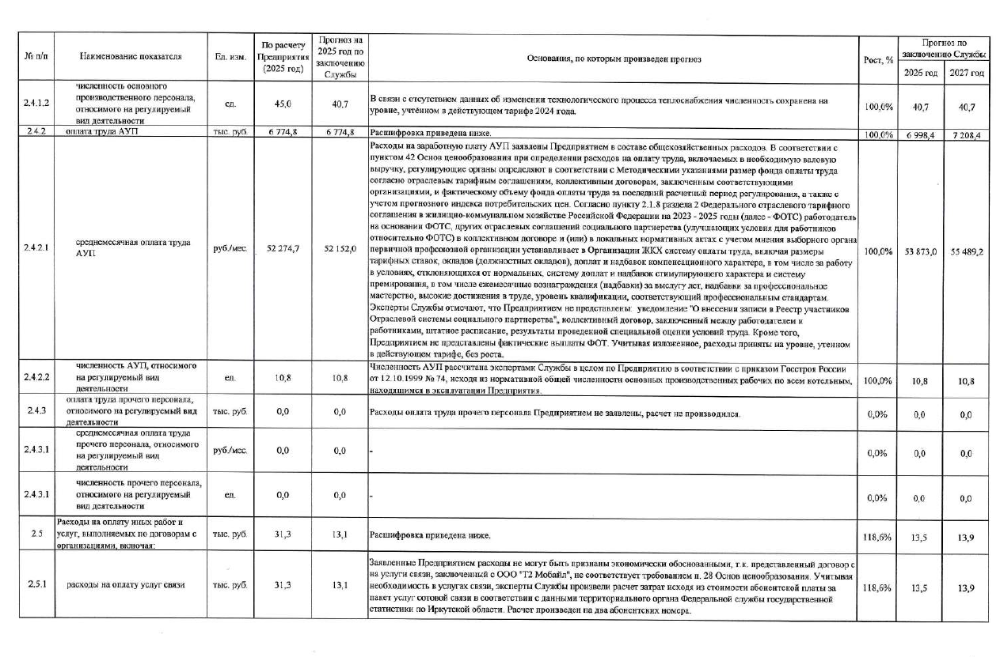 № п/п
Наименование показателя
Ед. изм.
По расчету
Предприятия
(2025 год)
Прогноз на
2025 год по
заключению
Службы
Основания, по которым произведен прогноз
Рост, %
Прогноз по
заключению Службы
2026 год
2027 год
2.4.1.2
численность основного
производственного персонала,
относимого на регулируемый
вид деятельности
ед.
45,0
40,7
В связи с отсутствием данных об изменении технологического процесса теплоснабжения численность сохранена на
уровне, учтённом в действующем тарифе 2024 года.
100,0%
40,7
40,7
2.4.2
оплата труда АУП
тыс. руб.
6 774,8
6 774,8
Расшифровка приведена ниже.
100,0%
6 998,4
7 208,4
2.4.2.1
среднемесячная оплата труда
АУП
руб./мес.
52 274,7
52 152,0
Расходы на заработную плату АУП заявлены Предприятием в составе общехозяйственных расходов. В соответствии с
пунктом 42 Основ ценообразования при определении расходов на оплату труда, включаемых в необходимую валовую
выручку, регулирующие органы определяют в соответствии с Методическими указаниями размер фонда оплаты труда
согласно отраслевым тарифным соглашениям, коллективным договорам, заключенным соответствующими
организациями, и фактическому объему фонда оплаты труда за последний расчетный период регулирования, а также с
учетом прогнозного индекса потребительских цен. Согласно пункту 2.1.8 раздела 2 Федерального отраслевого тарифного
соглашения в жилищно-коммунальном хозяйстве Российской Федерации на 2023 - 2025 годы (далее - ФОТС) работодатель
на основании ФОТС, других отраслевых соглашений социального партнерства (улучшающих условия для работников
относительно ФОТС) в коллективном договоре и (или) в локальных нормативных актах с учетом мнения выборного органа
первичной профсоюзной организации устанавливает в Организации ЖКХ систему оплаты труда, включая размеры
тарифных ставок, окладов (должностных окладов), доплат и надбавок компенсационного характера, в том числе за работу
в условиях, отклоняющихся от нормальных, систему доплат и надбавок стимулирующего характера и систему
премирования, в том числе ежемесячные вознаграждения (надбавки) за выслугу лет, надбавки за профессиональное
мастерство, высокие достижения в труде, уровень квалификации, соответствующий профессиональным стандартам.
Эксперты Службы отмечают, что Предприятием не представлены: уведомление "О внесении записи в Реестр участников
Отраслевой системы социального партнерства", коллективный договор, заключенный между работодателем и
работниками, штатное расписание, результаты проведенной специальной оценки условий труда. Кроме того,
Предприятием не представлены фактические выплаты ФОТ. Учитывая изложенное, расходы приняты на уровне, утенном
в действующем тарифе, без роста.
100,0%
53 873,0
55 489,2
2.4.2.2
численность АУП, относимого
на регулируемый вид
деятельности
ед.
10,8
10,8
Численность АУП рассчитана экспертами Службы в целом по Предприятию в соответствии с приказом Госстроя России
от 12.10.1999 № 74, исходя из нормативной общей численности основных производственных рабочих по всем котельным,
находящимся в эксплуатации Предприятия.
100,0%
10,8
10,8
2.4.3
оплата труда прочего персонала,
относимого на регулируемый вид
деятельности
тыс. руб.
0,0
0,0
Расходы оплата труда прочего персонала Предприятием не заявлены, расчет не производился.
0,0%
0,0
0,0
2.4.3.1
среднемесячная оплата труда
прочего персонала, относимого
на регулируемый вид
деятельности
руб./мес.
0,0
0,0
-
0,0%
0,0
0,0
2.4.3.1
численность прочего персонала,
относимого на регулируемый
вид деятельности
ед.
0,0
0,0
-
0,0%
0,0
0,0
2.5
Расходы на оплату иных работ и
услуг, выполняемых по договорам с
организациями, включая:
тыс. руб.
31,3
13,1
Расшифровка приведена ниже.
118,6%
13,5
13,9
2.5.1
расходы на оплату услуг связи
тыс. руб.
31,3
13,1
Заявленные Предприятием расходы не могут быть признаны экономически обоснованными, т.к. представленный договор с
на услуги связи, заключенный с ООО "Т2 Мобайл", не соответствует требованием п. 28 Основ ценообразования. Учитывая
необходимость в услугах связи, эксперты Службы произвели расчет затрат исходя из стоимости абонентской платы за
пакет услуг сотовой связи в соответствии с данными территориального органа Федеральной службы государственной
статистики по Иркутской области. Расчет произведен на два абонентских номера.
118,6%
13,5
13,9